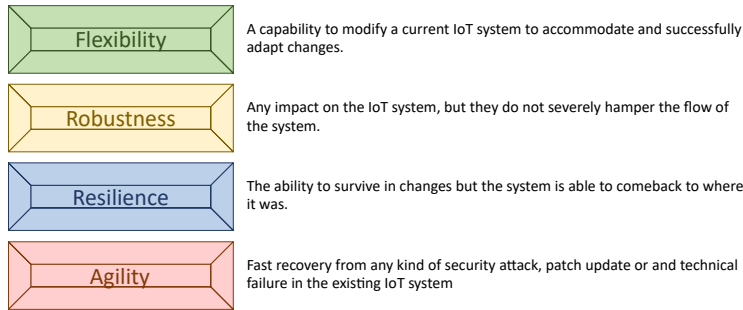 Flexibility
A capability to modify a current IoT system to accommodate and successfully
adapt changes.
Robustness
Any impact on the IoT system, but they do not severely hamper the flow of
the system.
Resilience
The ability to survive in changes but the system is able to comeback to where
it was.
Agility
Fast recovery from any kind of security attack, patch update or and technical
failure in the existing IoT system